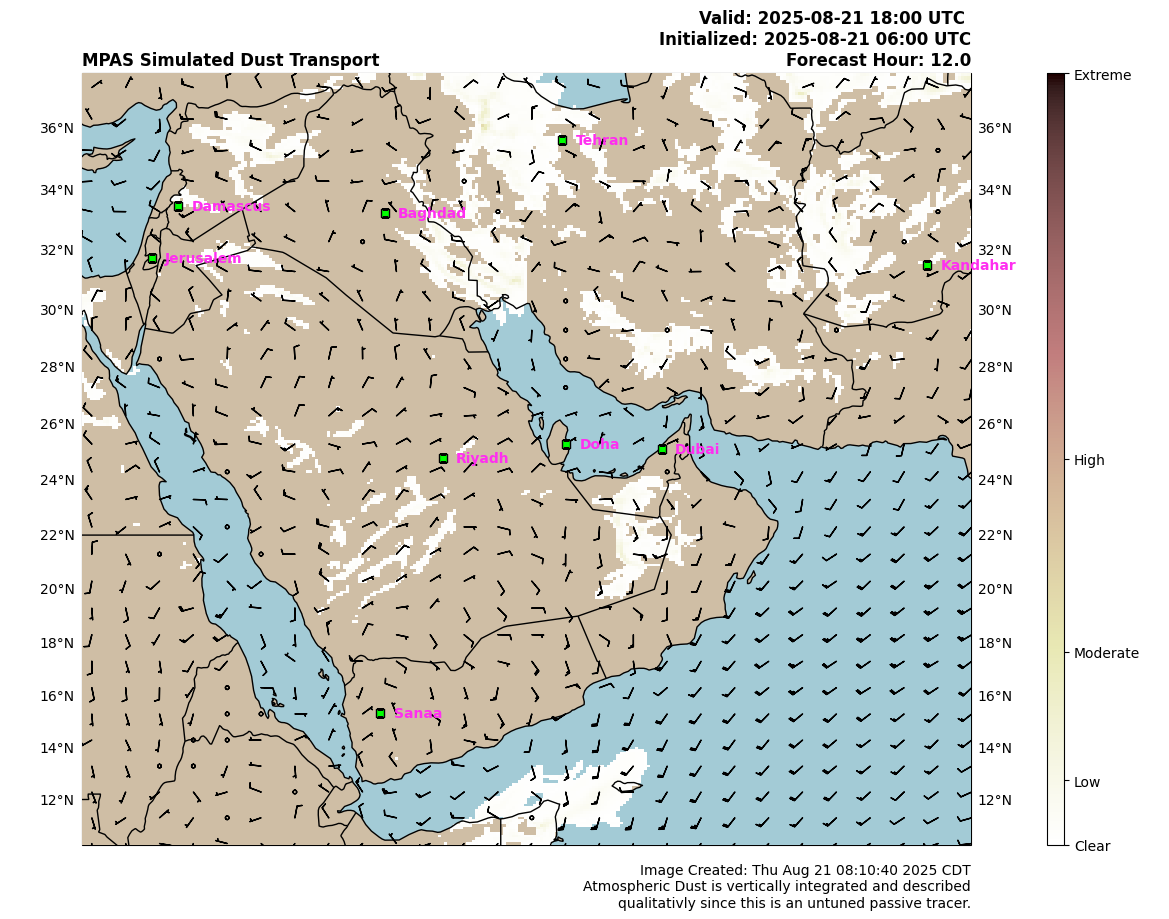 Valid: 2025-08-21 18:00 UTC
Initialized: 2025-08-21 06:00 UTC
MPAS Simulated Dust Transport
Forecast Hour: 12.0
Extreme
36°N
36°N
Tehran
34°N
34°N
Damascus
Baghdad
32°N
32°N
Jerusalem
Kandahar
30°N
30°N
28°N
28°N
26°N
26°N
Doha
Dubai
Riyadh
High
24°N
24°N
22°N
22°N
20°N
20°N
18°N
18°N
Moderate
16°N
16°N
Sanaa
14°N
14°N
Low
12°N
12°N
Clear
Image Created: Thu Aug 21 08:10:40 2025 CDT
Atmospheric Dust is vertically integrated and described
qualitativly since this is an untuned passive tracer.